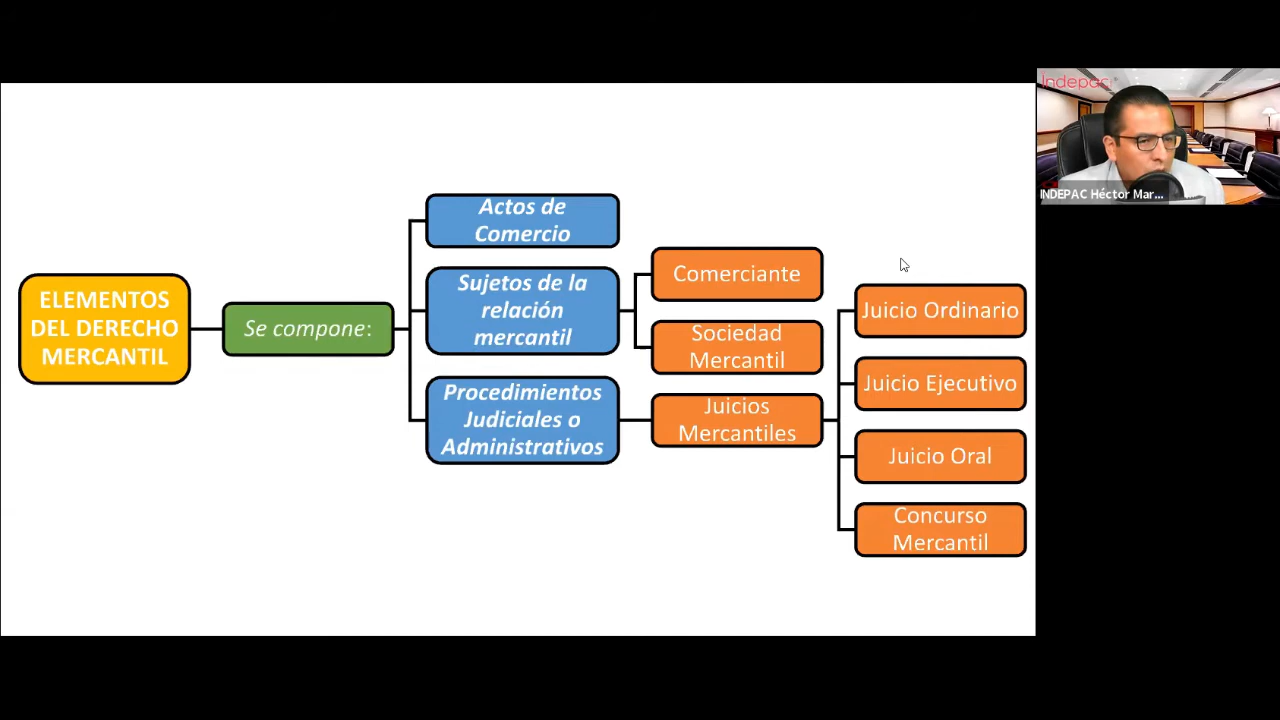 ELEMENTOS
DEL DERECHO
MERCANTIL
Se compone:
Actos de
Comercio
Sujetos de la
relación
mercantil
Procedimientos
Judiciales o
Administrativos
Comerciante
Sociedad
Mercantil
Juicios
Mercantiles
Juicio Ordinario
Juicio Ejecutivo
Juicio Oral
Concurso
Mercantil
Indepac
INDEPAC Héctor Mar...